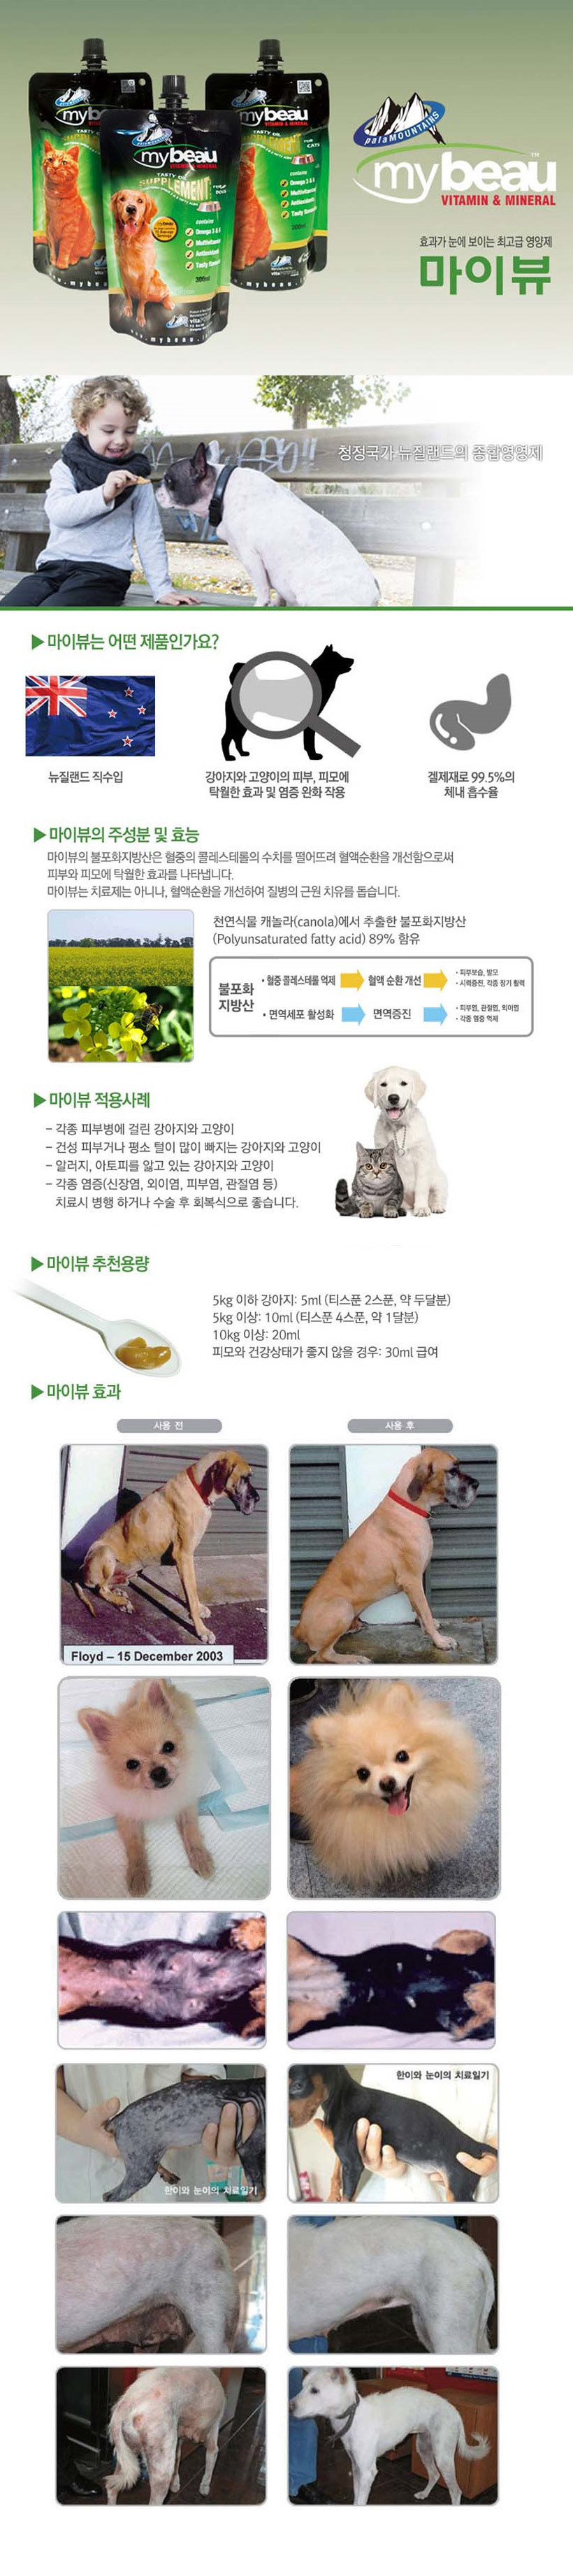 palaMOUNTAINS
mybeau™
VITAMIN & MINERAL
효과가 눈에 보이는 최고급 영양제
마이뷰
mybeau
VITAMIN & MINERAL
TASTY OIL
SUPPLEMENT FOR DOGS
contains
Omega 3 & 6
Multivitamin
Antioxidant
300ml
청정국가 뉴질랜드의 종합영영제
▶마이뷰는 어떤 제품인가요?
뉴질랜드 직수입
강아지와 고양이의 피부, 피모에
탁월한 효과 및 염증 완화 작용
겔제재로 99.5%의
체내 흡수율
▶마이뷰의 주성분 및 효능
마이뷰의 불포화지방산은 혈중의 콜레스테롤의 수치를 떨어뜨려 혈액순환을 개선함으로써
피부와 피모에 탁월한 효과를 나타냅니다.
마이뷰는 치료제는 아니나, 혈액순환을 개선하여 질병의 근원 치유를 돕습니다.
천연식물 캐놀라(canola)에서 추출한 불포화지방산
(Polyunsaturated fatty acid) 89% 함유
불포화
지방산
· 혈중 콜레스테롤 억제
혈액 순환 개선
· 피부보습, 발모
· 시력증진, 각종 장기 활력
· 면역세포 활성화
면역증진
· 피부염, 관절염, 외이염
· 각종 염증 억제
▶마이뷰 적용사례
– 각종 피부병에 걸린 강아지와 고양이
– 건성 피부거나 평소 털이 많이 빠지는 강아지와 고양이
– 알러지, 아토피를 앓고 있는 강아지와 고양이
– 각종 염증(신장염, 외이염, 피부염, 관절염 등)
치료시 병행 하거나 수술 후 회복식으로 좋습니다.
▶마이뷰 추천용량
5kg 이하 강아지: 5ml (티스푼 2스푼, 약 두달분)
5kg 이상: 10ml (티스푼 4스푼, 약 1달분)
10kg 이상: 20ml
피모와 건강상태가 좋지 않을 경우: 30ml 급여
▶마이뷰 효과
사용 전
사용 후
Floyd – 15 December 2003
한이와 눈이의 치료일기
한이와 눈이의 치료일기